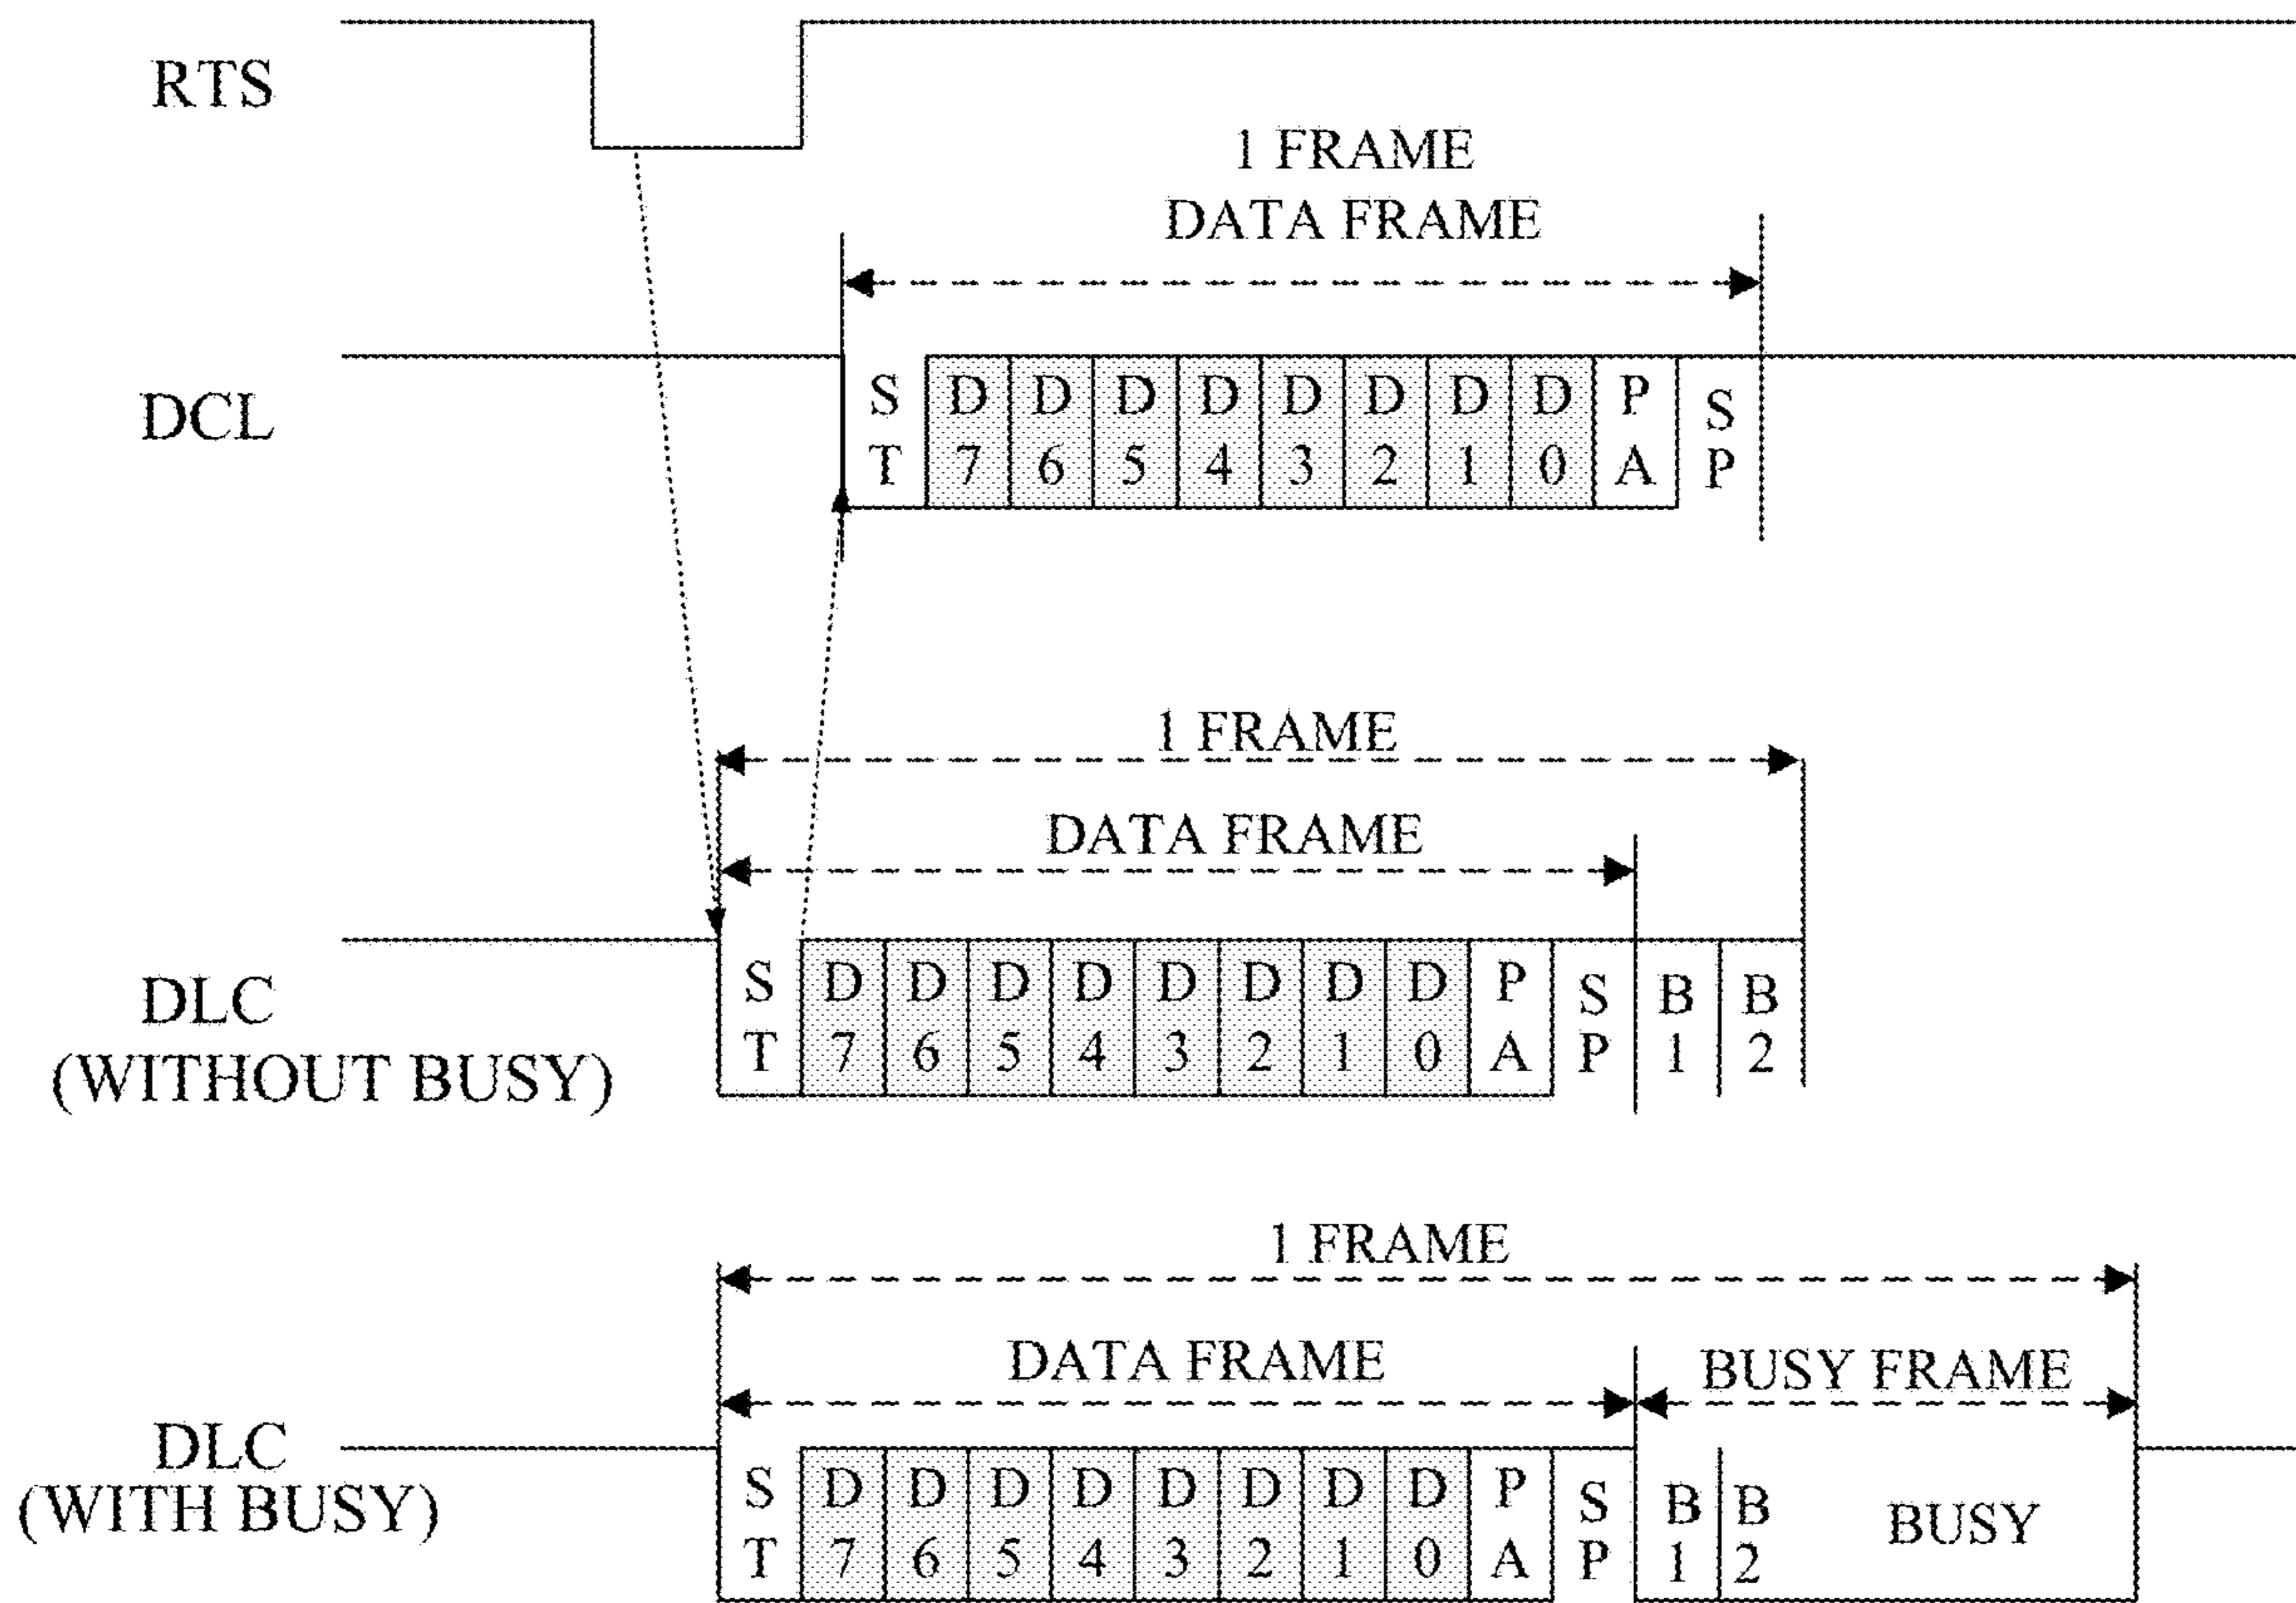 RTS
1 FRAME
DATA FRAME
DCL
S D D D D D D D D P S
T 7 6 5 4 3 2 1 0 A P
1 FRAME
DATA FRAME
DLC
(WITHOUT BUSY)
S D D D D D D D D P S B B
T 7 6 5 4 3 2 1 0 A P 1 2
1 FRAME
DATA FRAME BUSY FRAME
DLC
(WITH BUSY)
S D D D D D D D D P S B B BUSY
T 7 6 5 4 3 2 1 0 A P 1 2